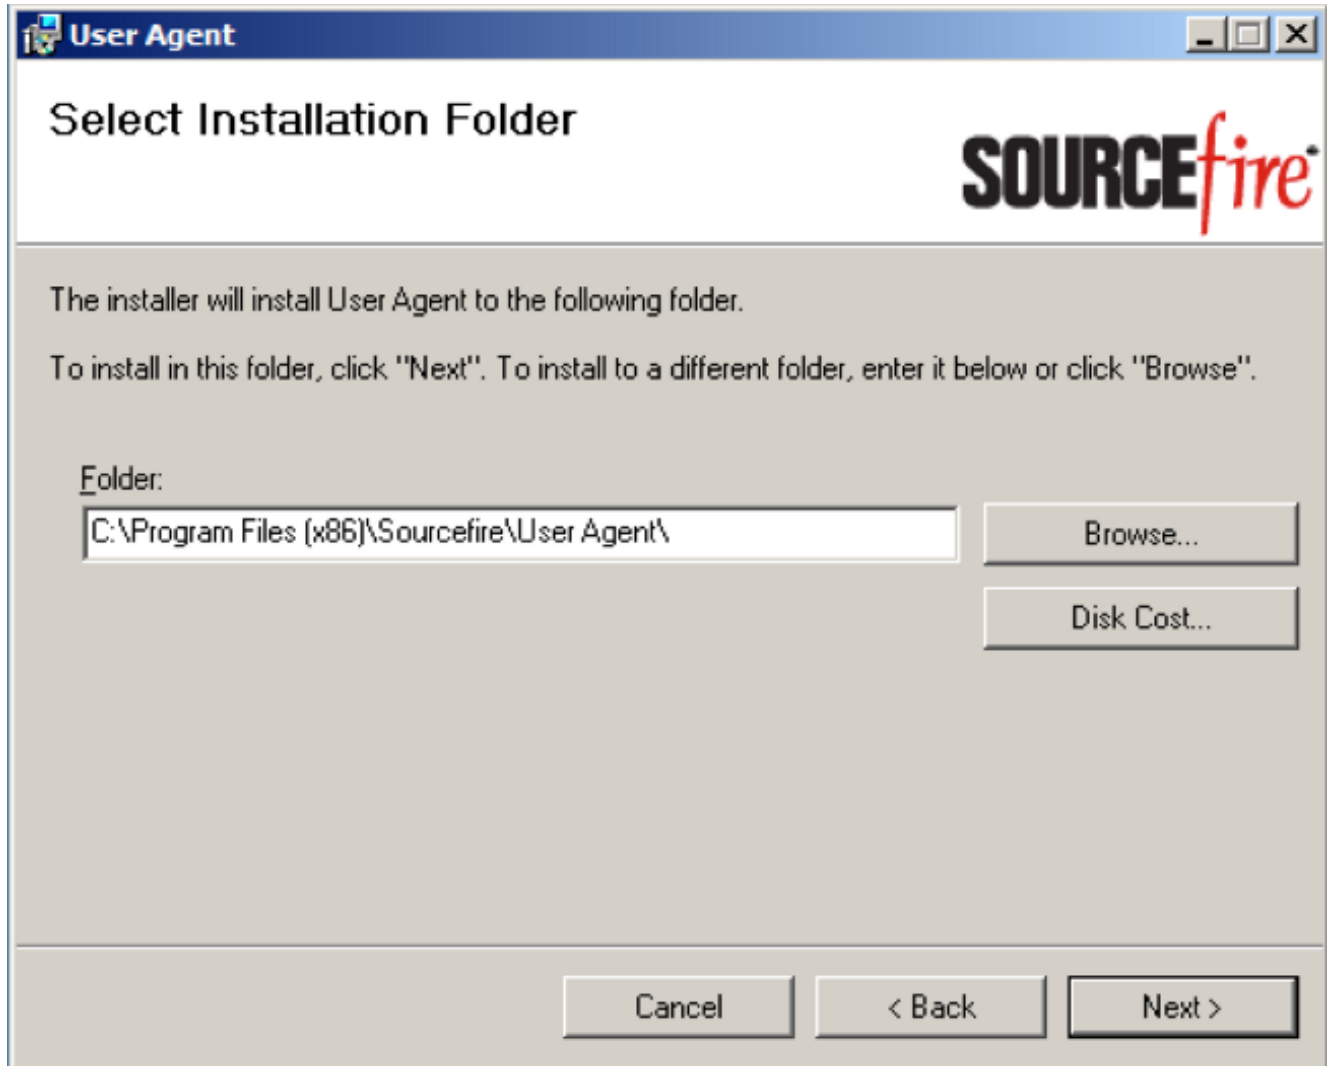 User Agent
Select Installation Folder
SOURCEfire
The installer will install User Agent to the following folder.
To install in this folder, click "Next". To install to a different folder, enter it below or click "Browse".
Folder:
C:\Program Files (x86)\Sourcefire\User Agent\
Browse...
Disk Cost...
Cancel
< Back
Next >